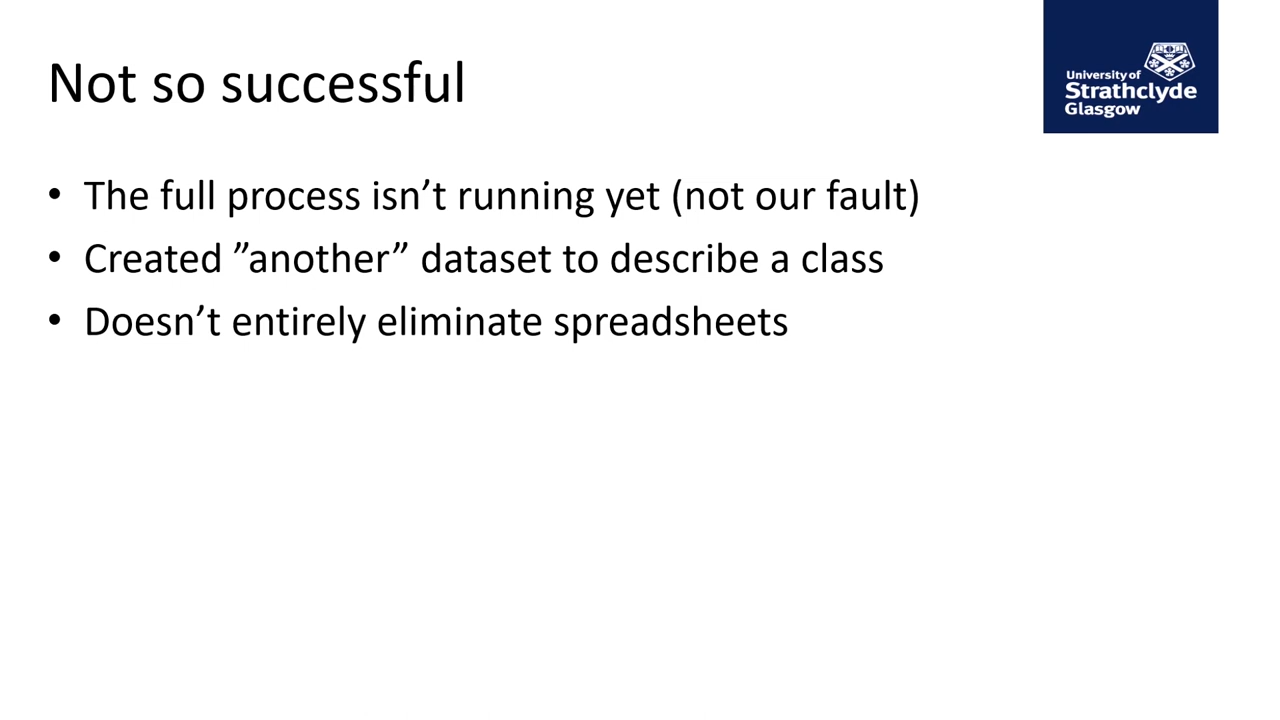 Not so successful
University of
Strathclyde
Glasgow
• The full process isn’t running yet (not our fault)
• Created ”another” dataset to describe a class
• Doesn’t entirely eliminate spreadsheets